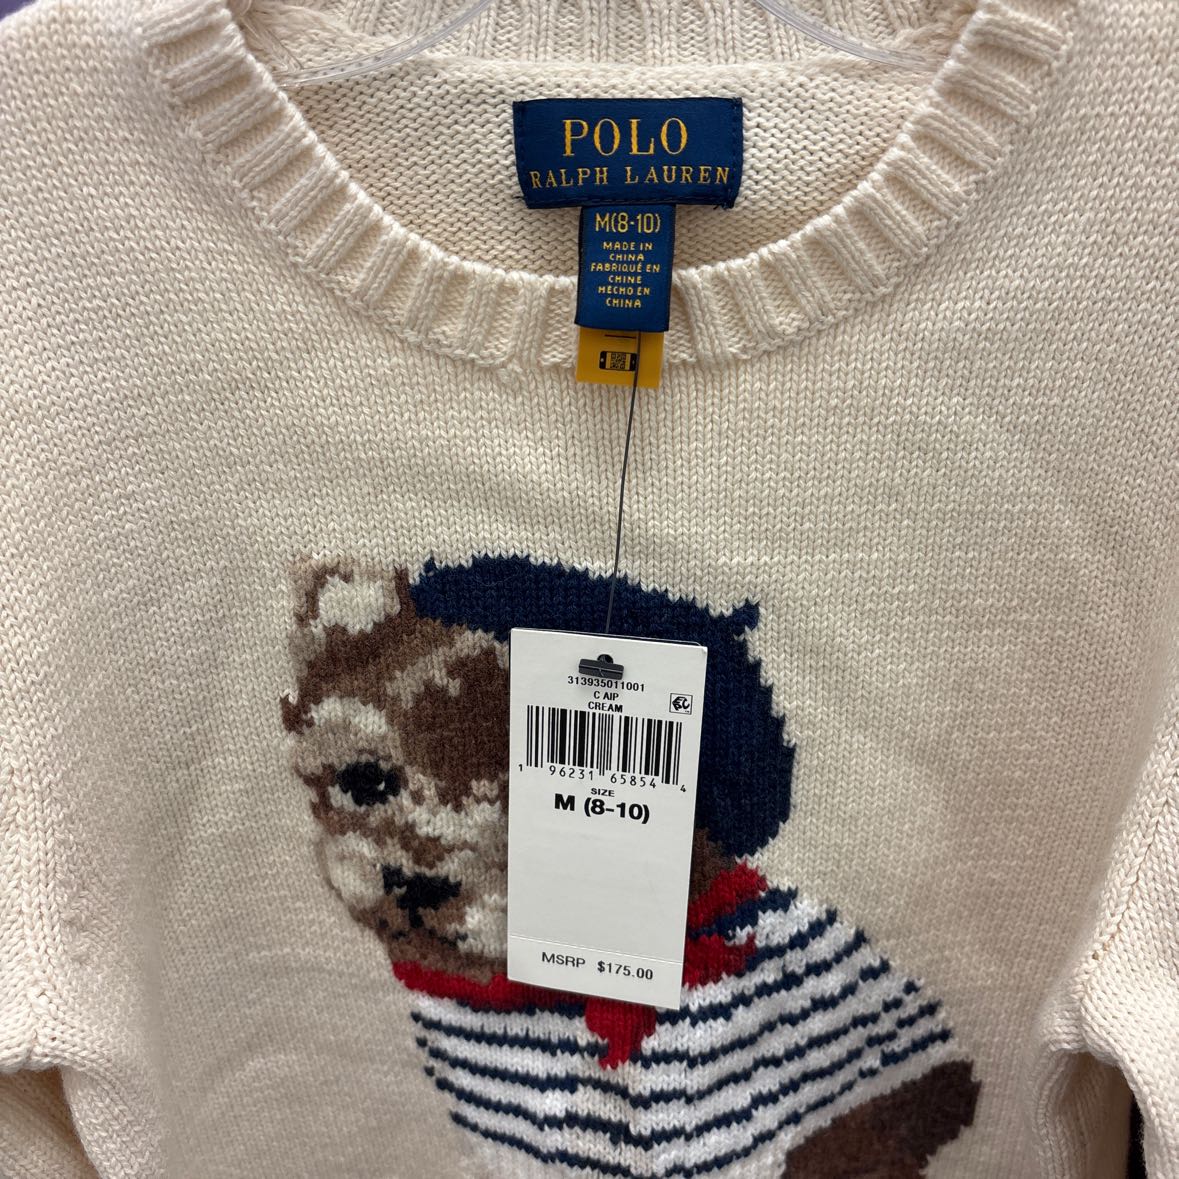 POLO
RALPH LAUREN
M(8-10)
MADE IN
CHINA
FABRIQUÉ EN
CHINE
HECHO EN
CHINA
313935011001
C AIP
CREAM
1 96231 65854 4
SIZE
M (8-10)
MSRP $175.00